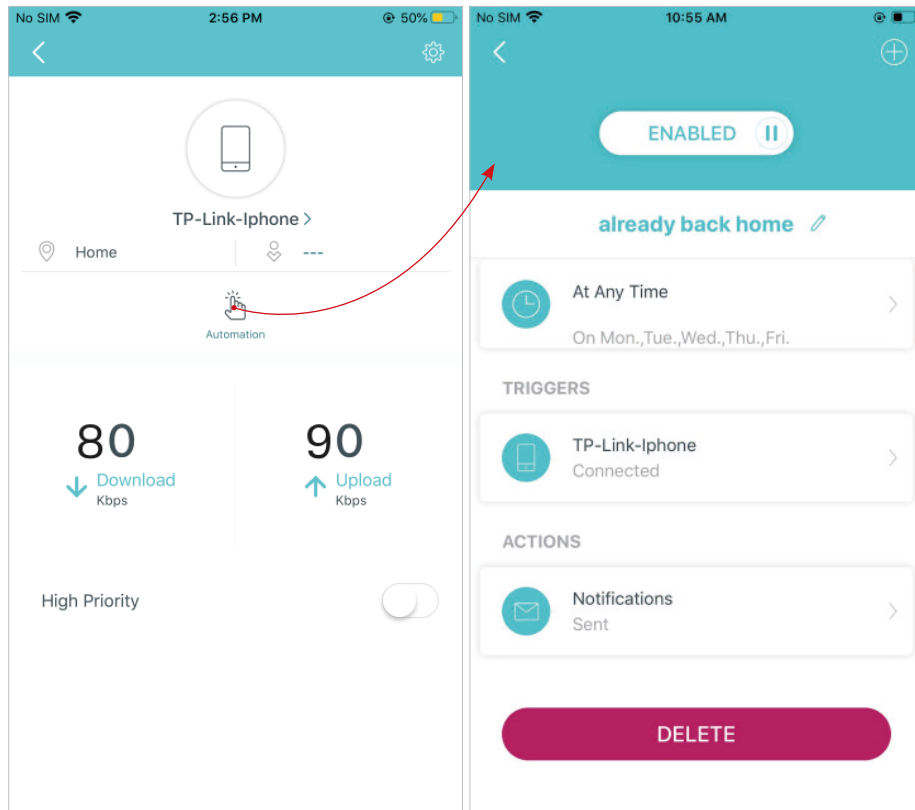 No SIM 2:56 PM 50%
TP-Link-Iphone >
Home ---
Automation
80 90
Download Upload
Kbps Kbps
High Priority
No SIM 10:55 AM
ENABLED
already back home
At Any Time
On Mon.,Tue.,Wed.,Thu.,Fri.
TRIGGERS
TP-Link-Iphone
Connected
ACTIONS
Notifications
Sent
DELETE